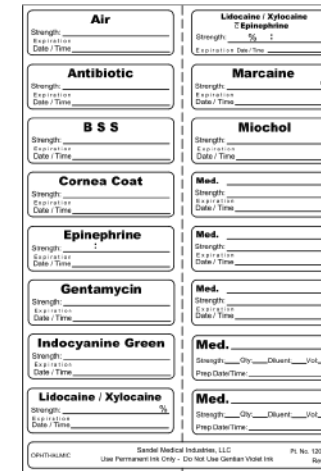 Air
Strength:
Expiration
Date / Time
Antibiotic
Strength:
Expiration
Date / Time
B S S
Strength:
Expiration
Date / Time
Cornea Coat
Strength:
Expiration
Date / Time
Epinephrine
Strength: :
Expiration
Date / Time
Gentamycin
Strength:
Expiration
Date / Time
Indocyanine Green
Strength:
Expiration
Date / Time
Lidocaine / Xylocaine
Strength: %
Expiration
Date / Time
Lidocaine / Xylocaine
c̅ Epinephrine
Strength: % :
Expiration Date / Time
Marcaine
Strength:
Expiration
Date / Time
Miochol
Strength:
Expiration
Date / Time
Med.
Strength:
Expiration
Date / Time
Med.
Strength:
Expiration
Date / Time
Med.
Strength:
Expiration
Date / Time
Med.
Strength: Qty: Diluent: Vol.
Prep Date/Time:
Med.
Strength: Qty: Diluent: Vol.
Prep Date/Time:
Sandel Medical Industries, LLC
Use Permanent Ink Only - Do Not Use Gentian Violet Ink